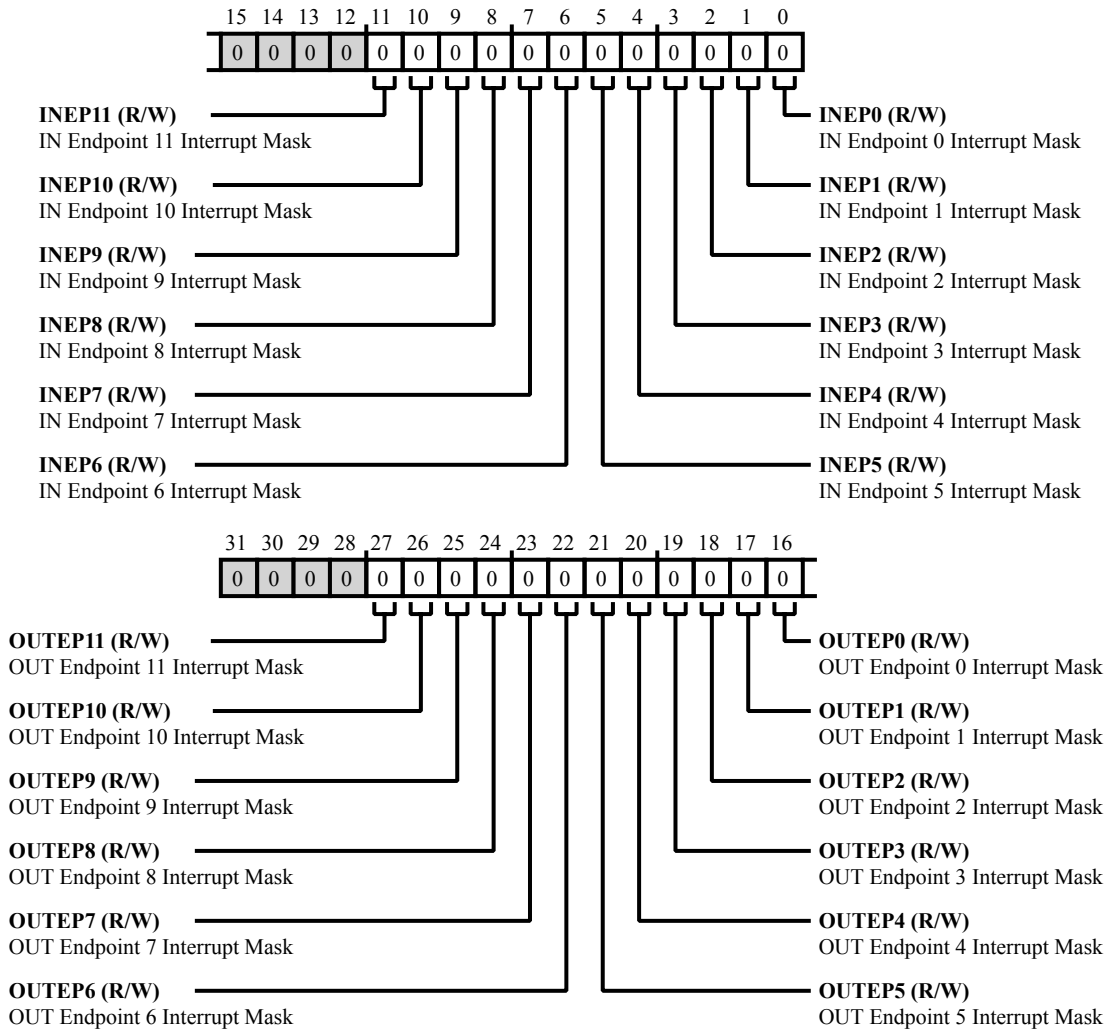 15 14 13 12 11 10 9 8 7 6 5 4 3 2 1 0
0 0 0 0 0 0 0 0 0 0 0 0 0 0 0 0
INEP11 (R/W)
IN Endpoint 11 Interrupt Mask
INEP0 (R/W)
IN Endpoint 0 Interrupt Mask
INEP10 (R/W)
IN Endpoint 10 Interrupt Mask
INEP1 (R/W)
IN Endpoint 1 Interrupt Mask
INEP9 (R/W)
IN Endpoint 9 Interrupt Mask
INEP2 (R/W)
IN Endpoint 2 Interrupt Mask
INEP8 (R/W)
IN Endpoint 8 Interrupt Mask
INEP3 (R/W)
IN Endpoint 3 Interrupt Mask
INEP7 (R/W)
IN Endpoint 7 Interrupt Mask
INEP4 (R/W)
IN Endpoint 4 Interrupt Mask
INEP6 (R/W)
IN Endpoint 6 Interrupt Mask
INEP5 (R/W)
IN Endpoint 5 Interrupt Mask
31 30 29 28 27 26 25 24 23 22 21 20 19 18 17 16
0 0 0 0 0 0 0 0 0 0 0 0 0 0 0 0
OUTEP11 (R/W)
OUT Endpoint 11 Interrupt Mask
OUTEP0 (R/W)
OUT Endpoint 0 Interrupt Mask
OUTEP10 (R/W)
OUT Endpoint 10 Interrupt Mask
OUTEP1 (R/W)
OUT Endpoint 1 Interrupt Mask
OUTEP9 (R/W)
OUT Endpoint 9 Interrupt Mask
OUTEP2 (R/W)
OUT Endpoint 2 Interrupt Mask
OUTEP8 (R/W)
OUT Endpoint 8 Interrupt Mask
OUTEP3 (R/W)
OUT Endpoint 3 Interrupt Mask
OUTEP7 (R/W)
OUT Endpoint 7 Interrupt Mask
OUTEP4 (R/W)
OUT Endpoint 4 Interrupt Mask
OUTEP6 (R/W)
OUT Endpoint 6 Interrupt Mask
OUTEP5 (R/W)
OUT Endpoint 5 Interrupt Mask